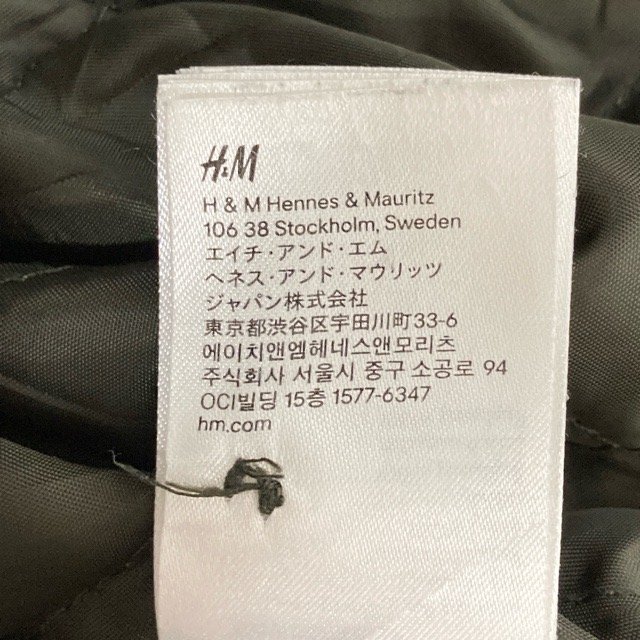 H&M
H & M Hennes & Mauritz
106 38 Stockholm, Sweden
エイチ・アンド・エム
ヘネス・アンド・マウリッツ
ジャパン株式会社
東京都渋谷区宇田川町33-6
에이치앤엠헤네스앤모리츠
주식회사 서울시 중구 소공로 94
OCI빌딩 15층 1577-6347
hm.com